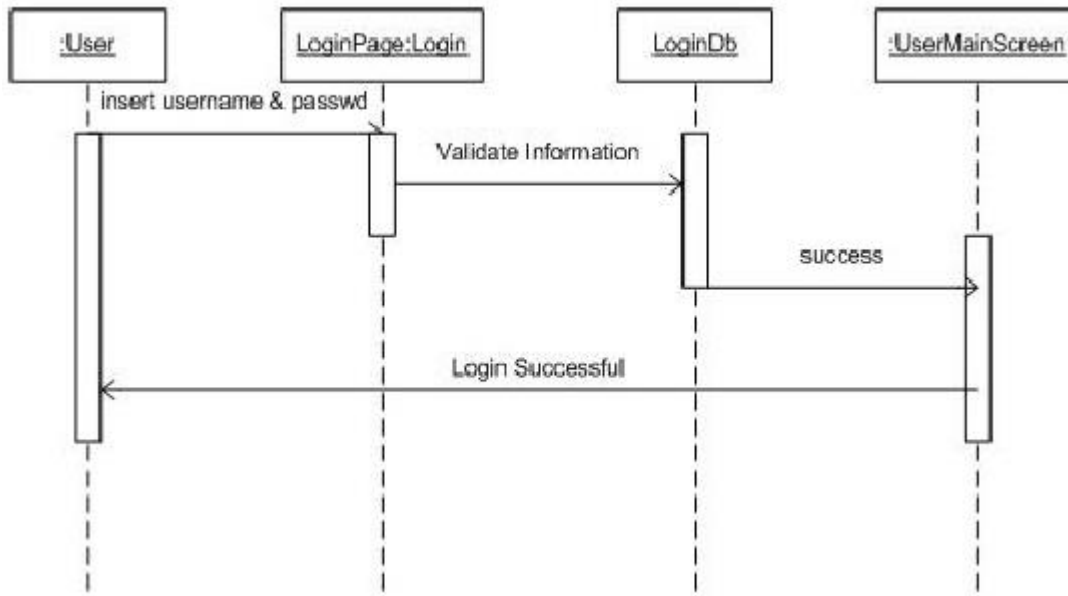 :User
LoginPage:Login
LoginDb
:UserMainScreen
insert username & passwd
Validate Information
success
Login Successfull